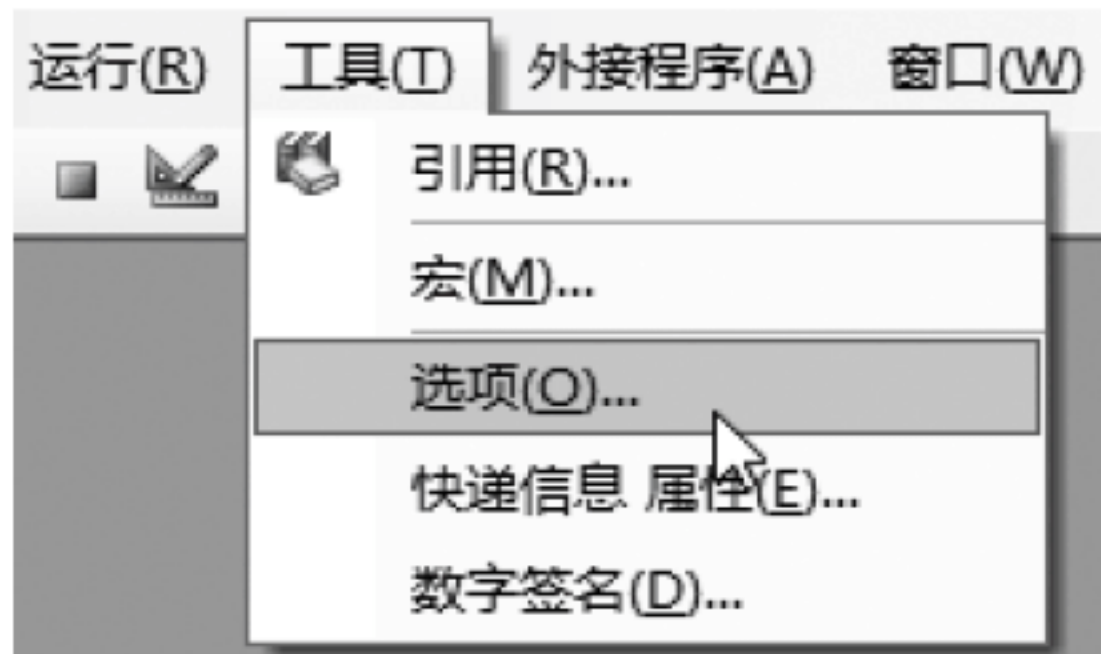 运行(R) 工具(T) 外接程序(A) 窗口(W)
引用(R)...
宏(M)...
选项(O)...
快递信息 属性(E)...
数字签名(D)...